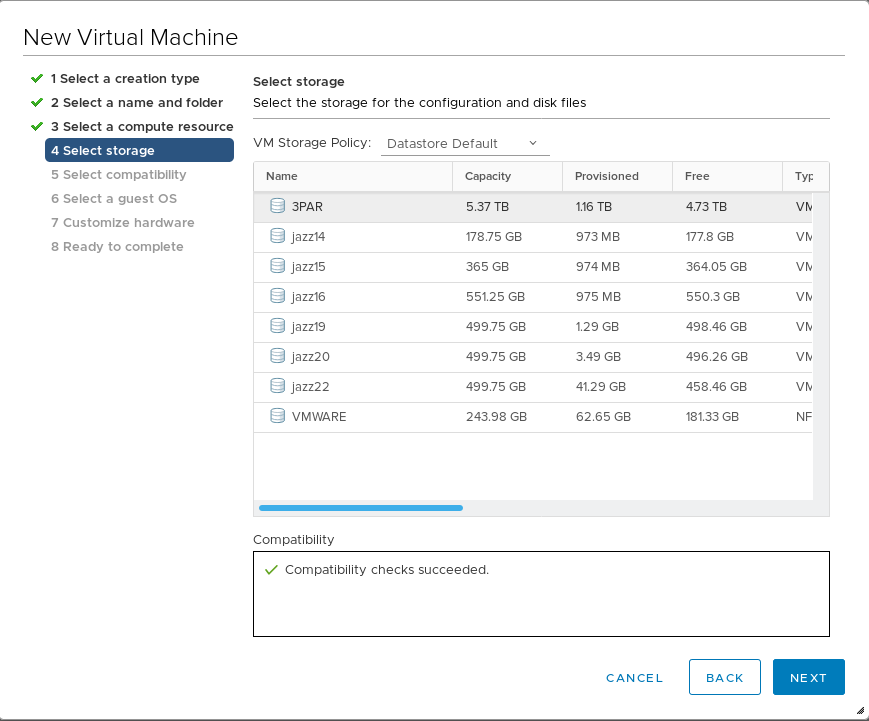 New Virtual Machine
1 Select a creation type
2 Select a name and folder
3 Select a compute resource
4 Select storage
5 Select compatibility
6 Select a guest OS
7 Customize hardware
8 Ready to complete
Select storage
Select the storage for the configuration and disk files
VM Storage Policy: Datastore Default
Name Capacity Provisioned Free Typ
3PAR 5.37 TB 1.16 TB 4.73 TB VM
jazz14 178.75 GB 973 MB 177.8 GB VM
jazz15 365 GB 974 MB 364.05 GB VM
jazz16 551.25 GB 975 MB 550.3 GB VM
jazz19 499.75 GB 1.29 GB 498.46 GB VM
jazz20 499.75 GB 3.49 GB 496.26 GB VM
jazz22 499.75 GB 41.29 GB 458.46 GB VM
VMWARE 243.98 GB 62.65 GB 181.33 GB NF
Compatibility
Compatibility checks succeeded.
CANCEL BACK NEXT